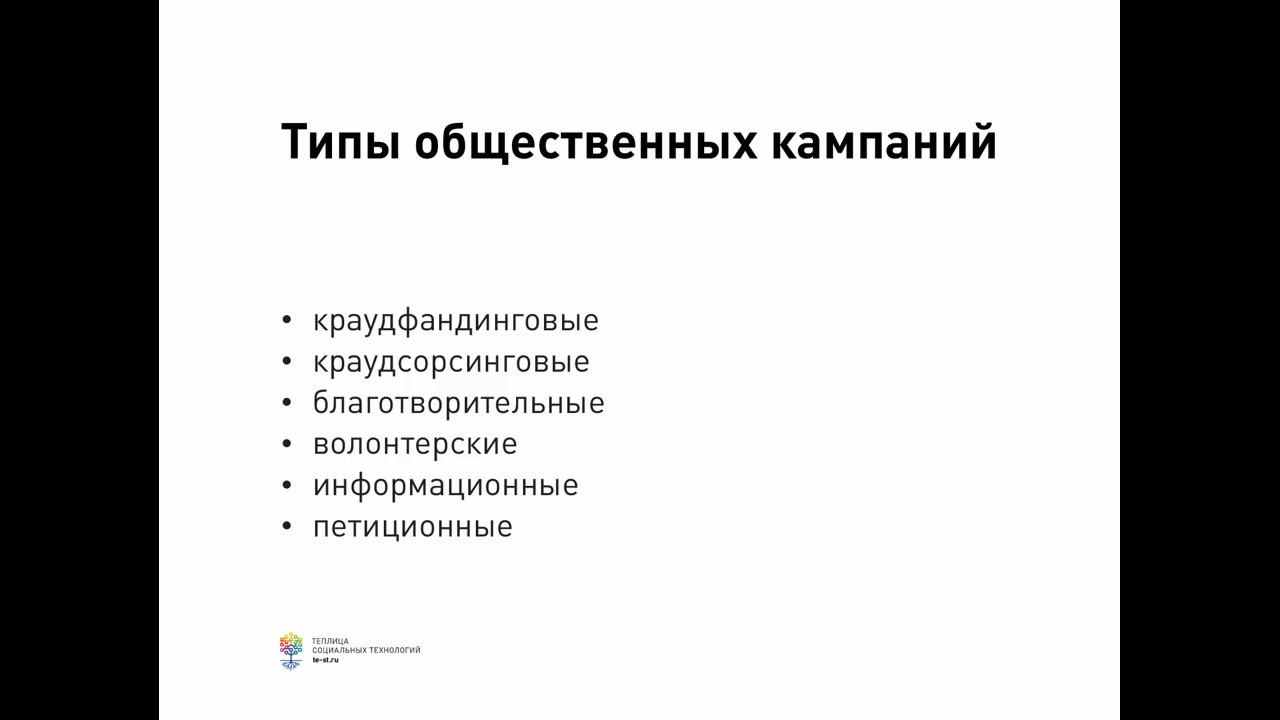 Типы общественных кампаний
• краудфандинговые
• краудсорсинговые
• благотворительные
• волонтерские
• информационные
• петиционные
ТЕПЛИЦА
СОЦИАЛЬНЫХ ТЕХНОЛОГИЙ
te-st.ru